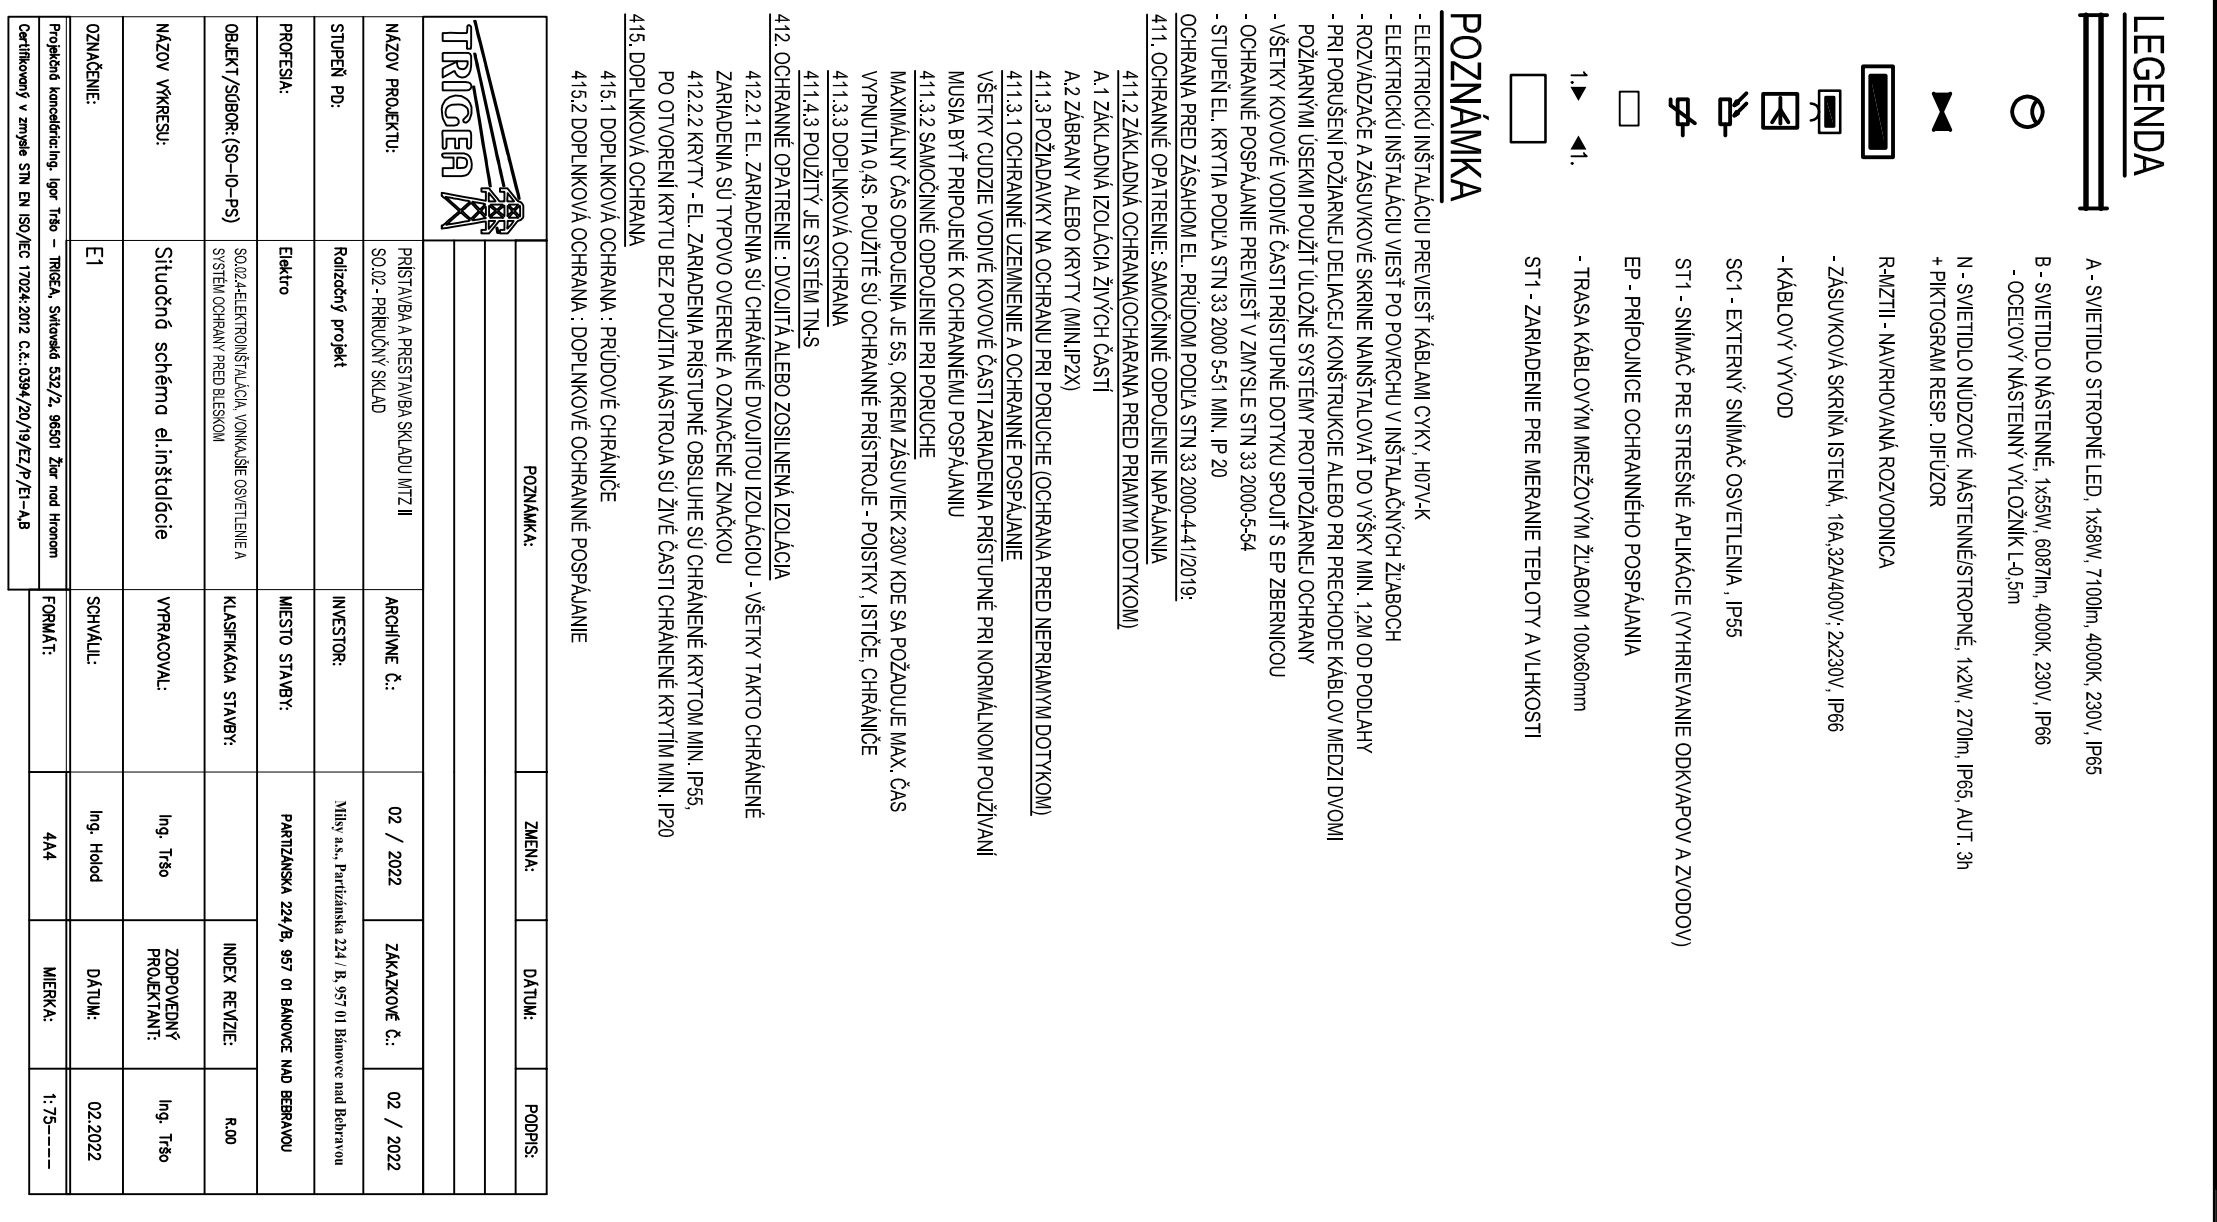 LEGENDA
A - SVIETIDLO STROPNÉ LED, 1x58W, 7100lm, 4000K, 230V, IP65
B - SVIETIDLO NÁSTENNÉ, 1x55W, 6087lm, 4000K, 230V, IP66
- OCEĽOVÝ NÁSTENNÝ VÝLOŽNÍK L-0,5m
N - SVIETIDLO NÚDZOVÉ NÁSTENNÉ/STROPNÉ, 1x2W, 270lm, IP65, AUT. 3h
+ PIKTOGRAM RESP. DIFÚZOR
R-MZTII - NAVRHOVANÁ ROZVODNICA
- ZÁSUVKOVÁ SKRIŇA ISTENÁ, 16A,32A/400V; 2x230V, IP66
- KÁBLOVÝ VÝVOD
SC1 - EXTERNÝ SNÍMAČ OSVETLENIA , IP55
ST1 - SNÍMAČ PRE STREŠNÉ APLIKÁCIE (VYHRIEVANIE ODKVAPOV A ZVODOV)
EP - PRÍPOJNICE OCHRANNÉHO POSPÁJANIA
1. 1. - TRASA KÁBLOVÝM MREŽOVÝM ŽĽABOM 100x60mm
ST1 - ZARIADENIE PRE MERANIE TEPLOTY A VLHKOSTI
POZNÁMKA
- ELEKTRICKÚ INŠTALÁCIU PREVIESŤ KÁBLAMI CYKY, H07V-K
- ELEKTRICKÚ INŠTALÁCIU VIESŤ PO POVRCHU V INŠTALAČNÝCH ŽĽABOCH
- ROZVÁDZAČE A ZÁSUVKOVÉ SKRINE NAINŠTALOVAŤ DO VÝŠKY MIN. 1,2M OD PODLAHY
- PRI PORUŠENÍ POŽIARNEJ DELIACEJ KONŠTRUKCIE ALEBO PRI PRECHODE KÁBLOV MEDZI DVOMI
POŽIARNYMI ÚSEKMI POUŽIŤ ÚLOŽNÉ SYSTÉMY PROTIPOŽIARNEJ OCHRANY
- VŠETKY KOVOVÉ VODIVÉ ČASTI PRÍSTUPNÉ DOTYKU SPOJIŤ S EP ZBERNICOU
- OCHRANNÉ POSPÁJANIE PREVIESŤ V ZMYSLE STN 33 2000-5-54
- STUPEŇ EL. KRYTIA PODĽA STN 33 2000 5-51 MIN. IP 20
OCHRANA PRED ZÁSAHOM EL. PRÚDOM PODĽA STN 33 2000-4-41/2019:
411. OCHRANNÉ OPATRENIE: SAMOČINNÉ ODPOJENIE NAPÁJANIA
411.2 ZÁKLADNÁ OCHRANA(OCHARANA PRED PRIAMYM DOTYKOM)
A.1 ZÁKLADNÁ IZOLÁCIA ŽIVÝCH ČASTÍ
A.2 ZÁBRANY ALEBO KRYTY (MIN.IP2X)
411.3 POŽIADAVKY NA OCHRANU PRI PORUCHE (OCHRANA PRED NEPRIAMYM DOTYKOM)
411.3.1 OCHRANNÉ UZEMNENIE A OCHRANNÉ POSPÁJANIE
VŠETKY CUDZIE VODIVÉ KOVOVÉ ČASTI ZARIADENIA PRÍSTUPNÉ PRI NORMÁLNOM POUŽÍVANÍ
MUSIA BYŤ PRIPOJENÉ K OCHRANNÉMU POSPÁJANIU
411.3.2 SAMOČINNÉ ODPOJENIE PRI PORUCHE
MAXIMÁLNY ČAS ODPOJENIA JE 5S, OKREM ZÁSUVIEK 230V KDE SA POŽADUJE MAX. ČAS
VYPNUTIA 0,4S. POUŽITÉ SÚ OCHRANNÉ PRÍSTROJE - POISTKY, ISTIČE, CHRÁNIČE
411.3.3 DOPLNKOVÁ OCHRANA
411.4.3 POUŽITÝ JE SYSTÉM TN-S
412. OCHRANNÉ OPATRENIE : DVOJITÁ ALEBO ZOSILNENÁ IZOLÁCIA
412.2.1 EL. ZARIADENIA SÚ CHRÁNENÉ DVOJITOU IZOLÁCIOU - VŠETKY TAKTO CHRÁNENÉ
ZARIADENIA SÚ TYPOVO OVERENÉ A OZNAČENÉ ZNAČKOU
412.2.2 KRYTY - EL. ZARIADENIA PRÍSTUPNÉ OBSLUHE SÚ CHRÁNENÉ KRYTOM MIN. IP55,
PO OTVORENÍ KRYTU BEZ POUŽITIA NÁSTROJA SÚ ŽIVÉ ČASTI CHRÁNENÉ KRYTÍM MIN. IP20
415. DOPLNKOVÁ OCHRANA
415.1 DOPLNKOVÁ OCHRANA : PRÚDOVÉ CHRÁNIČE
415.2 DOPLNKOVÁ OCHRANA : DOPLNKOVÉ OCHRANNÉ POSPÁJANIE
TRIGEA
POZNÁMKA: ZMENA: DÁTUM: PODPIS:
NÁZOV PROJEKTU: PRÍSTAVBA A PRESTAVBA SKLADU MTZ II
SO.02 - PRÍRUČNÝ SKLAD
ARCHÍVNE Č.: 02 / 2022 ZÁKAZKOVÉ Č.: 02 / 2022
STUPEŇ PD: Ralizačný projekt INVESTOR: Milsy a.s., Partizánska 224 / B, 957 01 Bánovce nad Bebravou
PROFESIA: Elektro MIESTO STAVBY: PARTIZÁNSKA 224/B, 957 01 BÁNOVCE NAD BEBRAVOU
OBJEKT/SÚBOR:(SO-IO-PS) SO.02.4-ELEKTROINŠTALÁCIA, VONKAJŠIE OSVETLENIE A
SYSTÉM OCHRANY PRED BLESKOM
KLASIFIKÁCIA STAVBY: INDEX REVÍZIE: R.00
NÁZOV VÝKRESU: Situačná schéma el.inštalácie VYPRACOVAL: Ing. Tršo ZODPOVEDNÝ
PROJEKTANT: Ing. Tršo
OZNAČENIE: E1 SCHVÁLIL: Ing. Holod DÁTUM: 02.2022
Projekčná kancelária:Ing. Igor Tršo - TRIGEA, Svitavská 532/2, 96501 Žiar nad Hronom
FORMÁT: 4A4 MIERKA: 1:75----
Certifikovaný v zmysle STN EN ISO/IEC 17024:2012 C.č.:0394/20/19/EZ/P/E1-A,B